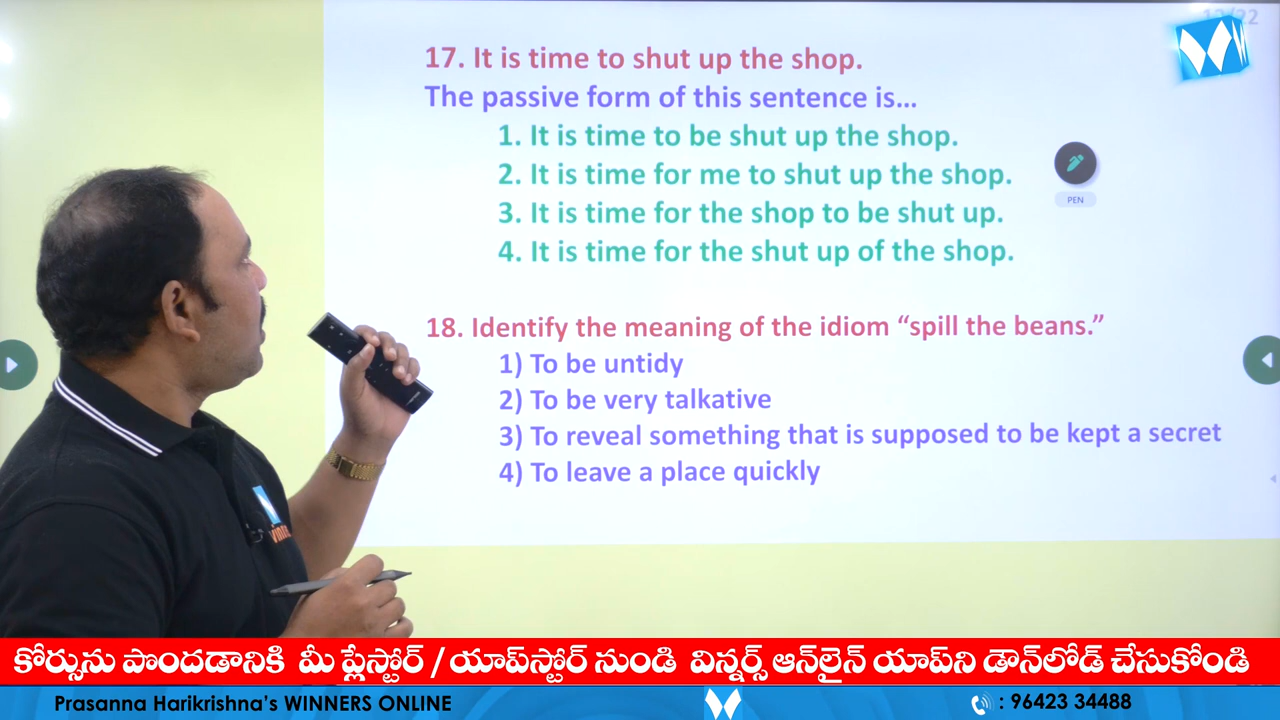 17. It is time to shut up the shop.
The passive form of this sentence is...
1. It is time to be shut up the shop.
2. It is time for me to shut up the shop.
3. It is time for the shop to be shut up.
4. It is time for the shut up of the shop.
PEN
18. Identify the meaning of the idiom “spill the beans.”
1) To be untidy
2) To be very talkative
3) To reveal something that is supposed to be kept a secret
4) To leave a place quickly
కోర్సును పొందడానికి మీ ప్లేస్టోర్ / యాప్‌స్టోర్ నుండి విన్నర్స్ ఆన్‌లైన్ యాప్‌ని డౌన్‌లోడ్ చేసుకోండి
Prasanna Harikrishna's WINNERS ONLINE
: 96423 34488